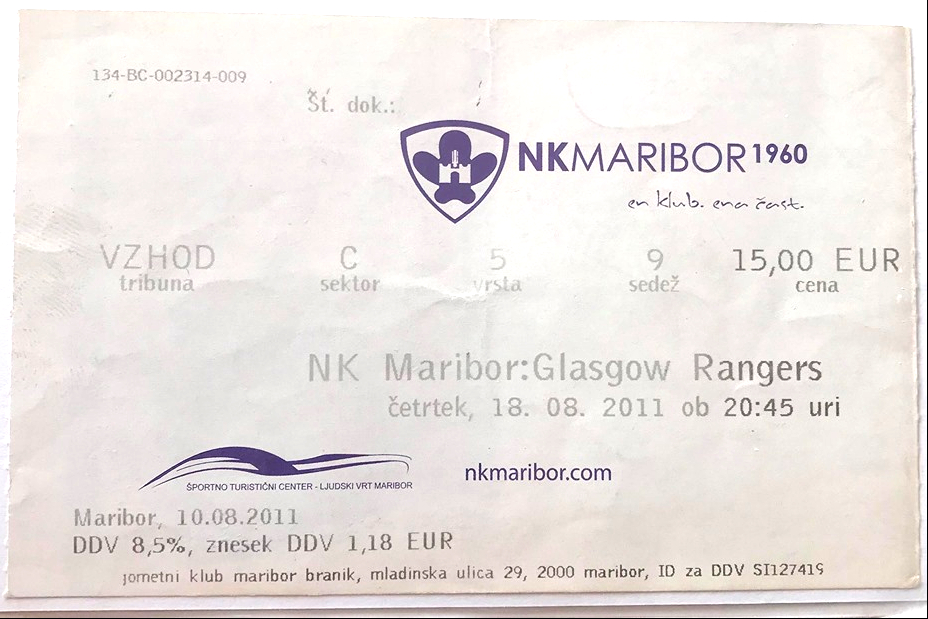 134-BC-002314-009
Št. dok.:
NKMARIBOR 1960
en klub. ena čast.
VZHOD C 5 9 15,00 EUR
tribuna sektor vrsta sedež cena
NK Maribor:Glasgow Rangers
četrtek, 18. 08. 2011 ob 20:45 uri
ŠPORTNO TURISTIČNI CENTER - LJUDSKI VRT MARIBOR
nkmaribor.com
Maribor, 10.08.2011
DDV 8,5%, znesek DDV 1,18 EUR
jometni klub maribor branik, mladinska ulica 29, 2000 maribor, ID za DDV SI127419